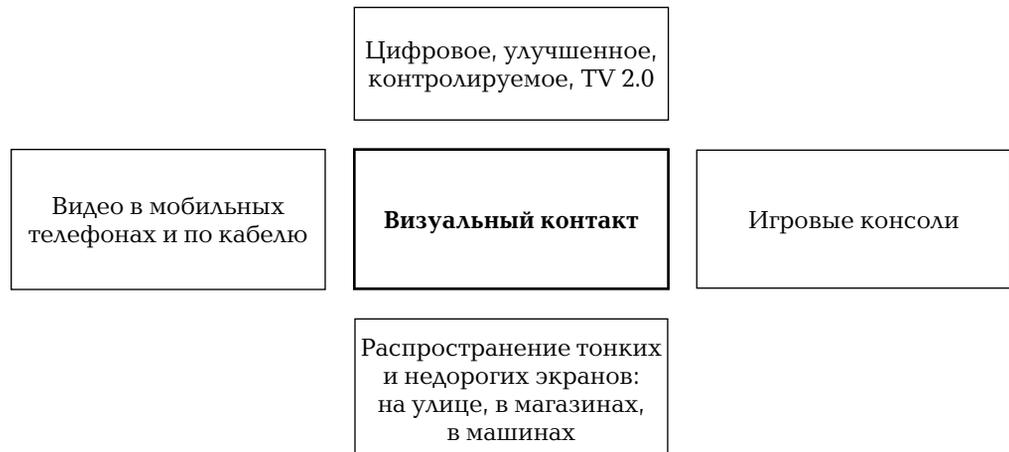 Цифровое, улучшенное,
контролируемое, TV 2.0
Видео в мобильных
телефонах и по кабелю
Визуальный контакт
Игровые консоли
Распространение тонких
и недорогих экранов:
на улице, в магазинах,
в машинах